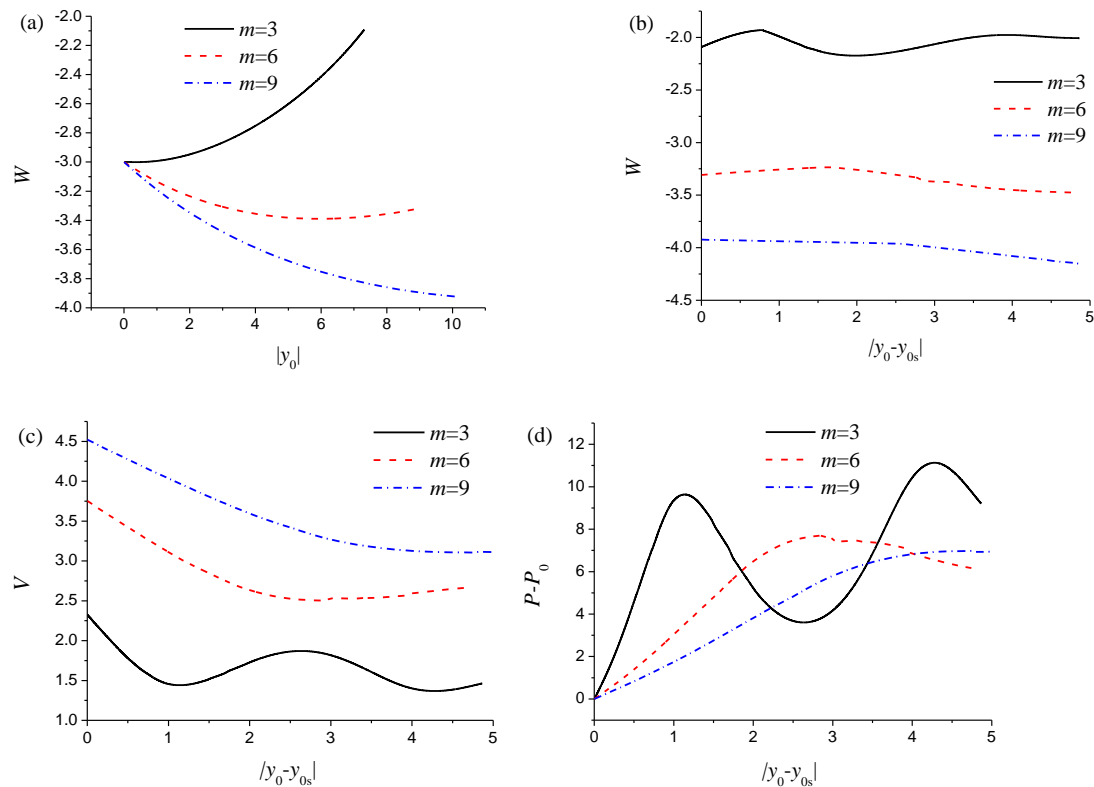 (a)
m=3
m=6
m=9
-2.0
-2.2
-2.4
-2.6
-2.8
-3.0
-3.2
-3.4
-3.6
-3.8
-4.0
W
0 2 4 6 8 10
|y₀|
(b)
m=3
m=6
m=9
-2.0
-2.5
-3.0
-3.5
-4.0
-4.5
W
0 1 2 3 4 5
|y₀-y₀ₛ|
(c)
m=3
m=6
m=9
4.5
4.0
3.5
3.0
2.5
2.0
1.5
1.0
V
0 1 2 3 4 5
|y₀-y₀ₛ|
(d)
m=3
m=6
m=9
12
10
8
6
4
2
0
P-P₀
0 1 2 3 4 5
|y₀-y₀ₛ|